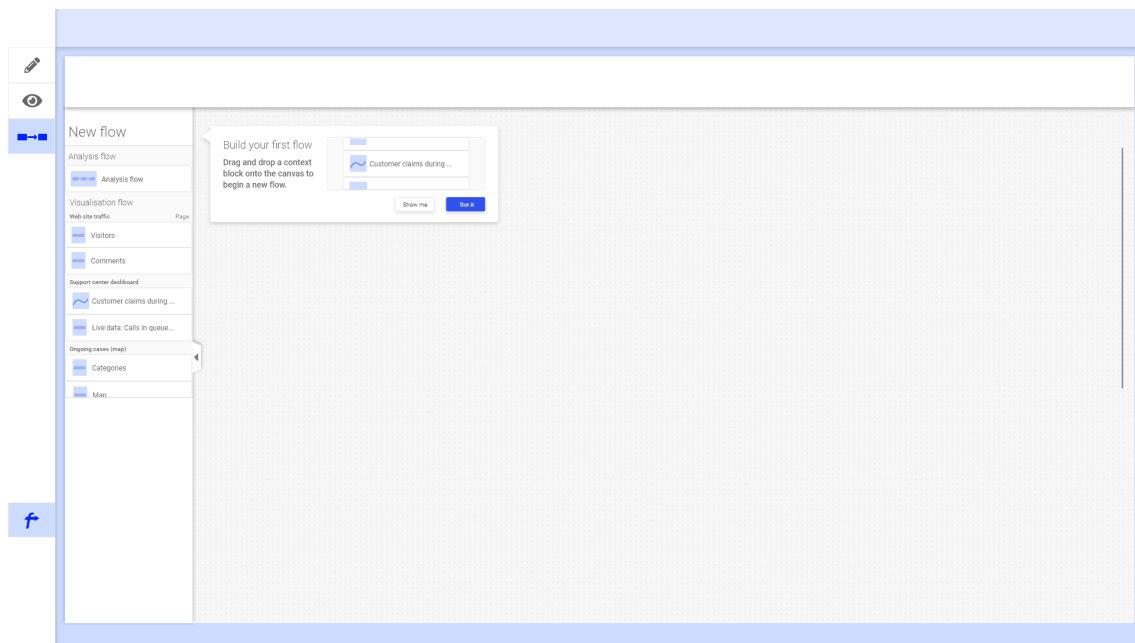 New flow
Analysis flow
Analysis flow
Visualisation flow
Web site traffic Page
Visitors
Comments
Support center dashboard
Customer claims during ...
Live data: Calls in queue...
Ongoing cases (map)
Categories
Map
Build your first flow
Drag and drop a context
block onto the canvas to
begin a new flow.
Customer claims during ...
Show me Got it